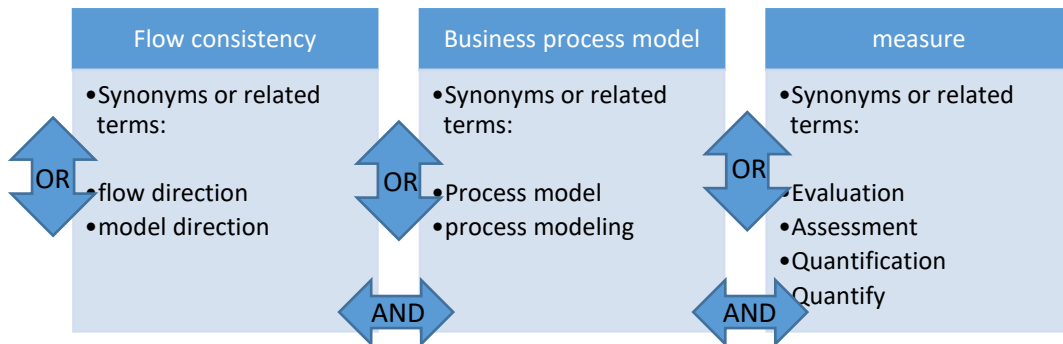 Flow consistency
•Synonyms or related
terms:
OR
•flow direction
•model direction
Business process model
•Synonyms or related
terms:
OR
•Process model
•process modeling
AND
measure
•Synonyms or related
terms:
OR
•Evaluation
•Assessment
•Quantification
•Quantify
AND